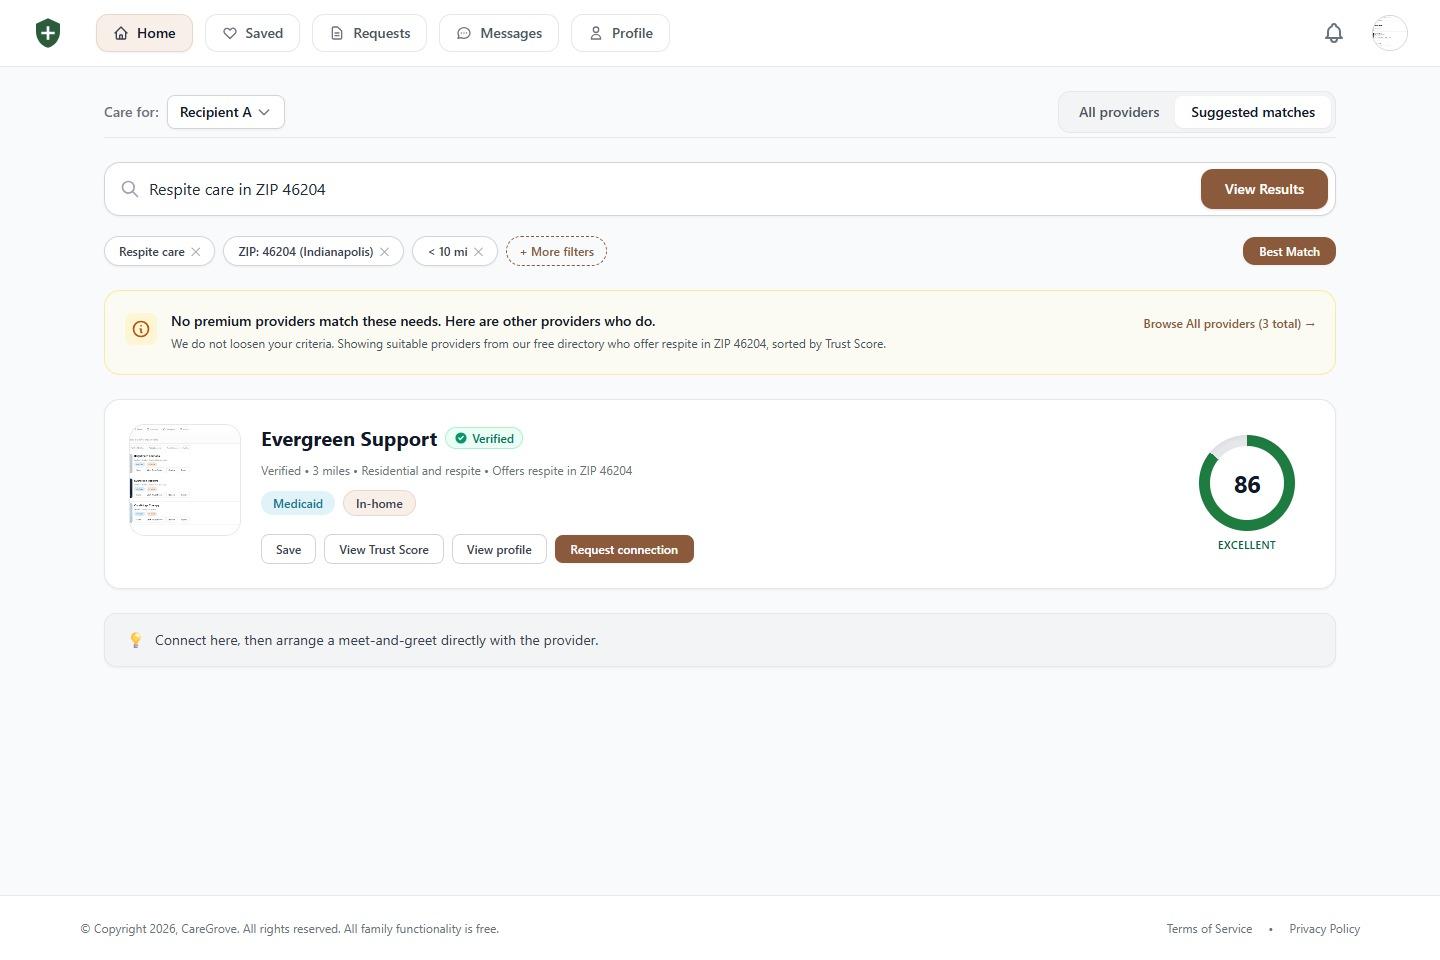 Home
Saved
Requests
Messages
Profile
Care for:
Recipient A
All providers
Suggested matches
Respite care in ZIP 46204
View Results
Respite care
ZIP: 46204 (Indianapolis)
< 10 mi
+ More filters
Best Match
No premium providers match these needs. Here are other providers who do.
Browse All providers (3 total) →
We do not loosen your criteria. Showing suitable providers from our free directory who offer respite in ZIP 46204, sorted by Trust Score.
Evergreen Support
Verified
Verified • 3 miles • Residential and respite • Offers respite in ZIP 46204
Medicaid
In-home
Save
View Trust Score
View profile
Request connection
86
EXCELLENT
Connect here, then arrange a meet-and-greet directly with the provider.
© Copyright 2026, CareGrove. All rights reserved. All family functionality is free.
Terms of Service • Privacy Policy